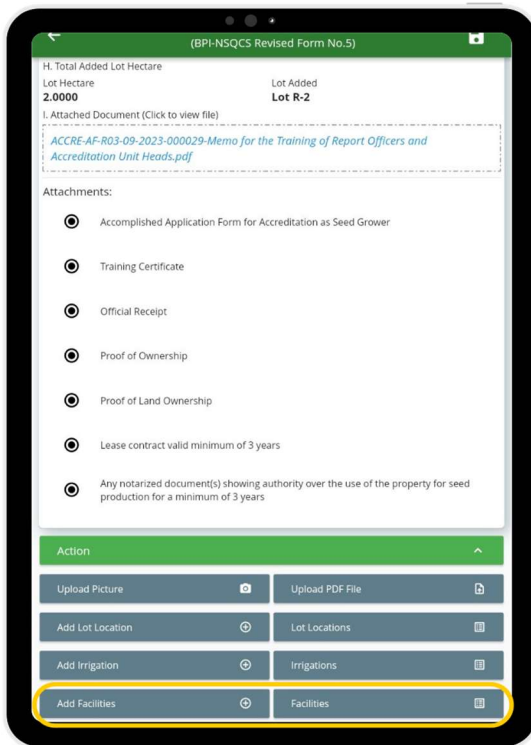 (BPI-NSQCS Revised Form No.5)
H. Total Added Lot Hectare
Lot Hectare
Lot Added
2.0000
Lot R-2
I. Attached Document (Click to view file)
ACCRE-AF-R03-09-2023-000029-Memo for the Training of Report Officers and
Accreditation Unit Heads.pdf
Attachments:
Accomplished Application Form for Accreditation as Seed Grower
Training Certificate
Official Receipt
Proof of Ownership
Proof of Land Ownership
Lease contract valid minimum of 3 years
Any notarized document(s) showing authority over the use of the property for seed
production for a minimum of 3 years
Action
Upload Picture
Upload PDF File
Add Lot Location
Lot Locations
Add Irrigation
Irrigations
Add Facilities
Facilities